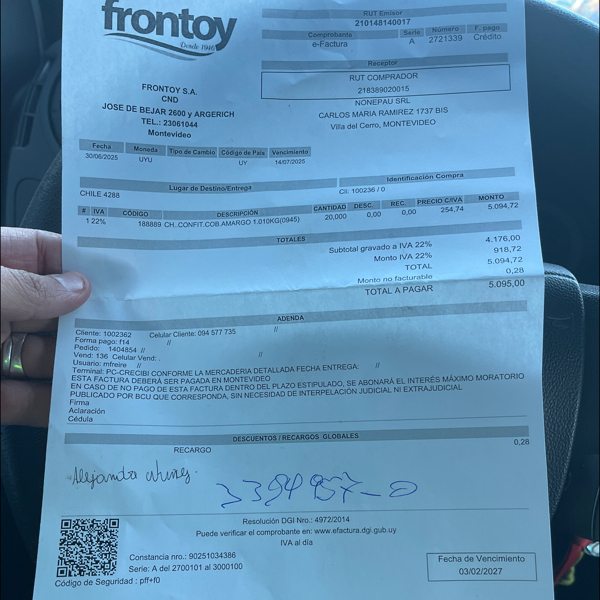 frontoy
Desde 1946
RUT Emisor
210148140017
Comprobante Serie Número F. pago
e-Factura A 2721339 Crédito
Receptor
RUT COMPRADOR
218389020015
NONEPAU SRL
CARLOS MARIA RAMIREZ 1737 BIS
Villa del Cerro, MONTEVIDEO
FRONTOY S.A.
CND
JOSE DE BEJAR 2600 y ARGERICH
TEL.: 23061044
Montevideo
Fecha Moneda Tipo de Cambio Código de País Vencimiento
30/06/2025 UYU UY 14/07/2025
Lugar de Destino/Entrega Identificación Compra
CHILE 4288 Cli: 100236 / 0
# IVA CÓDIGO DESCRIPCIÓN CANTIDAD DESC. REC. PRECIO C/IVA MONTO
1 22% 188889 CH..CONFIT.COB.AMARGO 1.010KG(0945) 20,000 0,00 0,00 254,74 5.094,72
TOTALES
Subtotal gravado a IVA 22% 4.176,00
Monto IVA 22% 918,72
TOTAL 5.094,72
Monto no facturable 0,28
TOTAL A PAGAR 5.095,00
ADENDA
Cliente: 1002362 Celular Cliente: 094 577 735 //
Forma pago: f14 //
Pedido: 1404854 //
Vend: 136 Celular Vend: . //
Usuario: mfreire //
Terminal: PC-CRECIBI CONFORME LA MERCADERIA DETALLADA FECHA ENTREGA: //
ESTA FACTURA DEBERÁ SER PAGADA EN MONTEVIDEO
EN CASO DE NO PAGO DE ESTA FACTURA DENTRO DEL PLAZO ESTIPULADO, SE ABONARÁ EL INTERÉS MÁXIMO MORATORIO
PUBLICADO POR BCU QUE CORRESPONDA, SIN NECESIDAD DE INTERPELACIÓN JUDICIAL NI EXTRAJUDICIAL
Firma
Aclaración
Cédula
DESCUENTOS / RECARGOS GLOBALES
RECARGO 0,28
Alejandra
Resolución DGI Nro.: 4972/2014
Puede verificar el comprobante en: www.efactura.dgi.gub.uy
IVA al día
Constancia nro.: 90251034386
Serie: A del 2700101 al 3000100
Código de Seguridad : pff+f0
Fecha de Vencimiento
03/02/2027